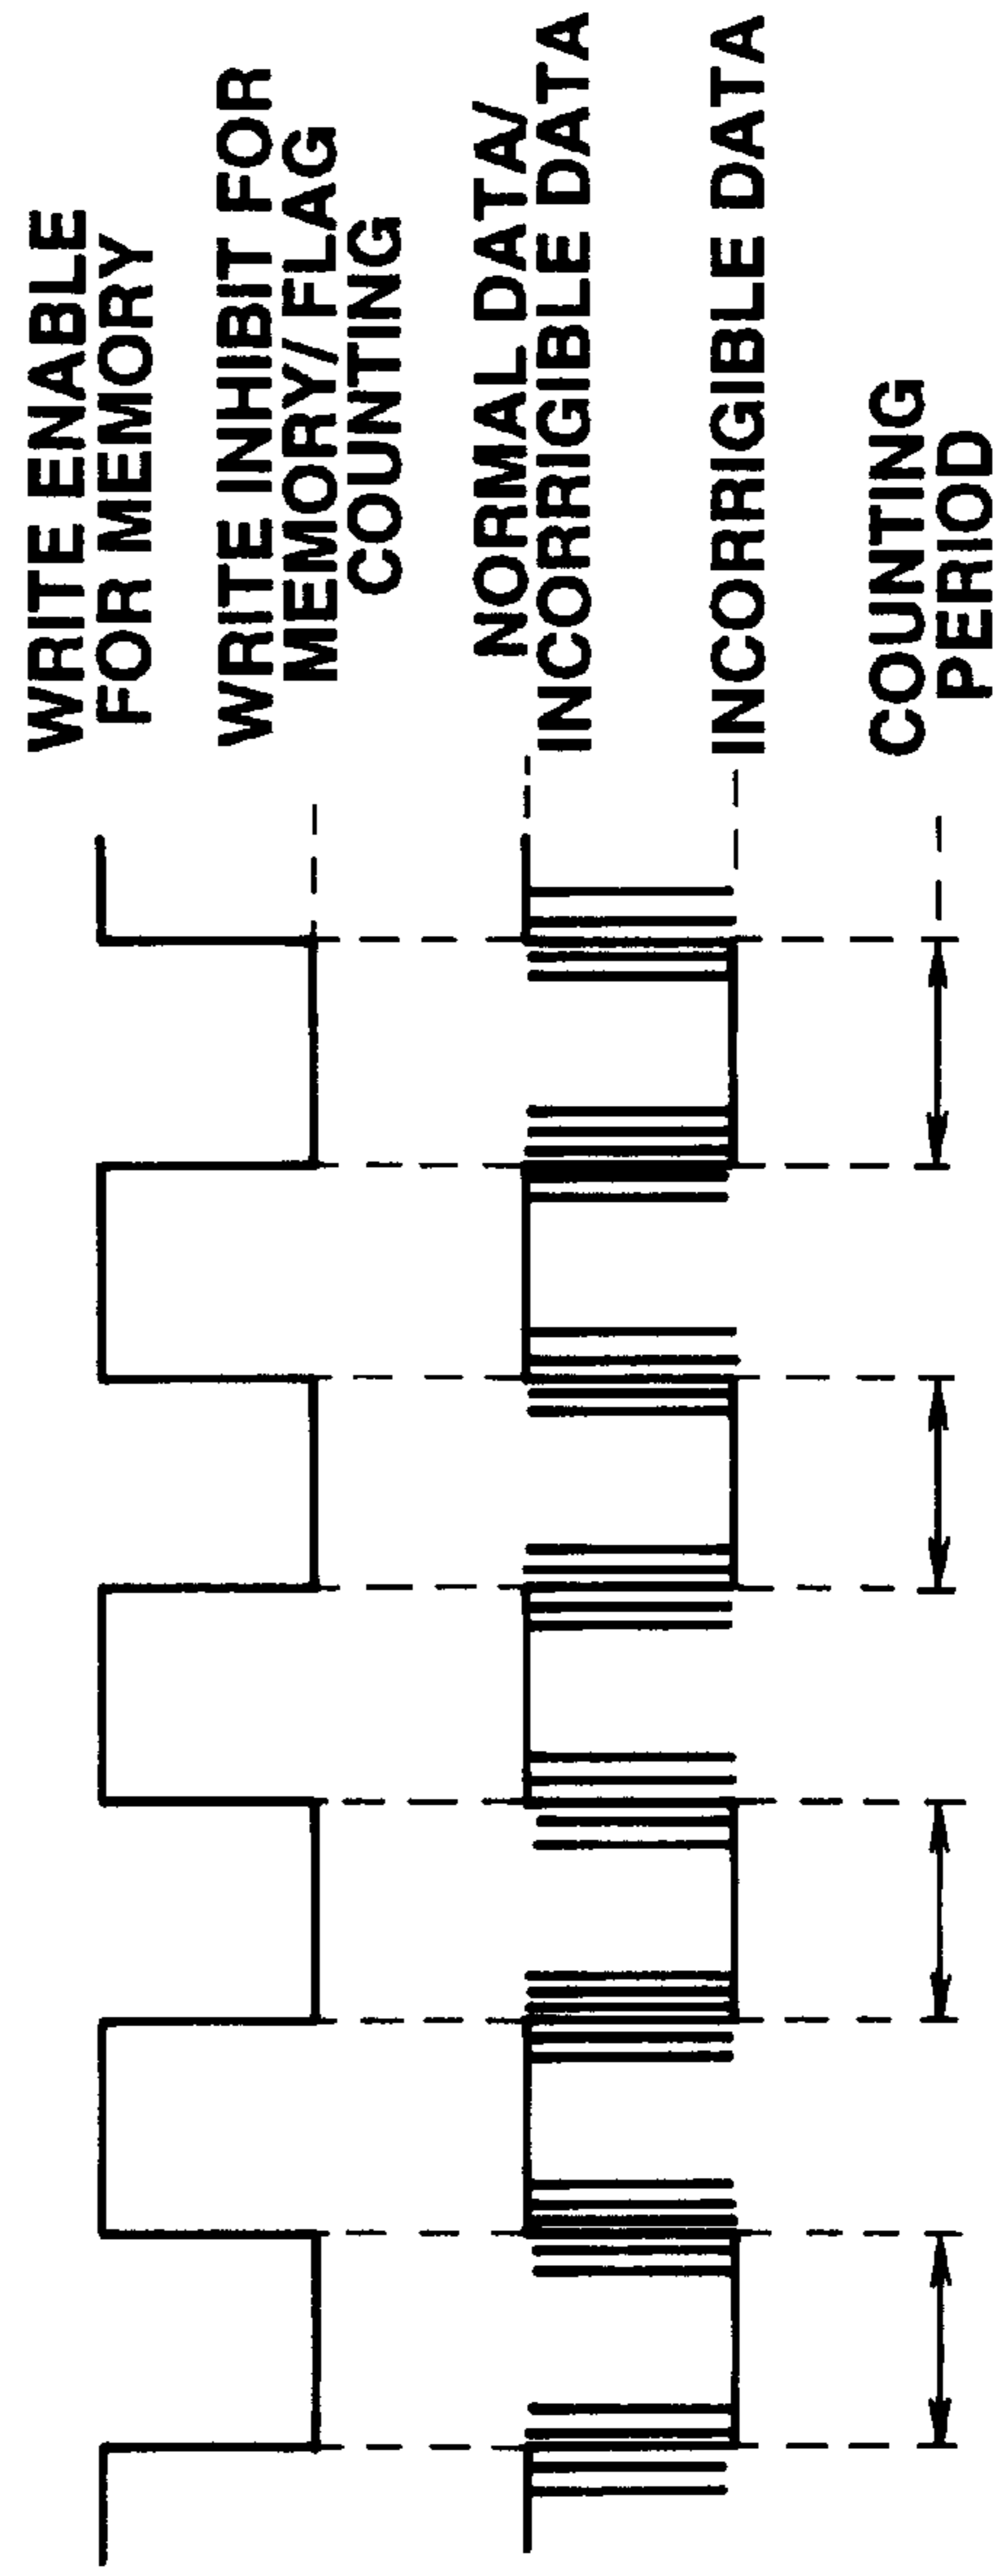 WRITE ENABLE
FOR MEMORY
WRITE INHIBIT FOR
MEMORY/FLAG
COUNTING
NORMAL DATA/
INCORRIGIBLE DATA
INCORRIGIBLE DATA
COUNTING
PERIOD